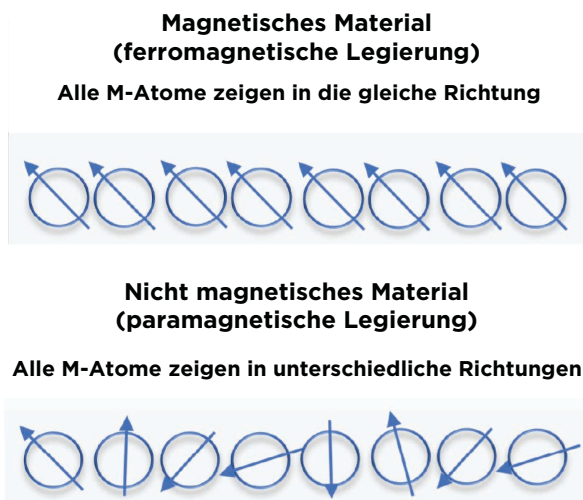 Magnetisches Material
(ferromagnetische Legierung)
Alle M-Atome zeigen in die gleiche Richtung
Nicht magnetisches Material
(paramagnetische Legierung)
Alle M-Atome zeigen in unterschiedliche Richtungen